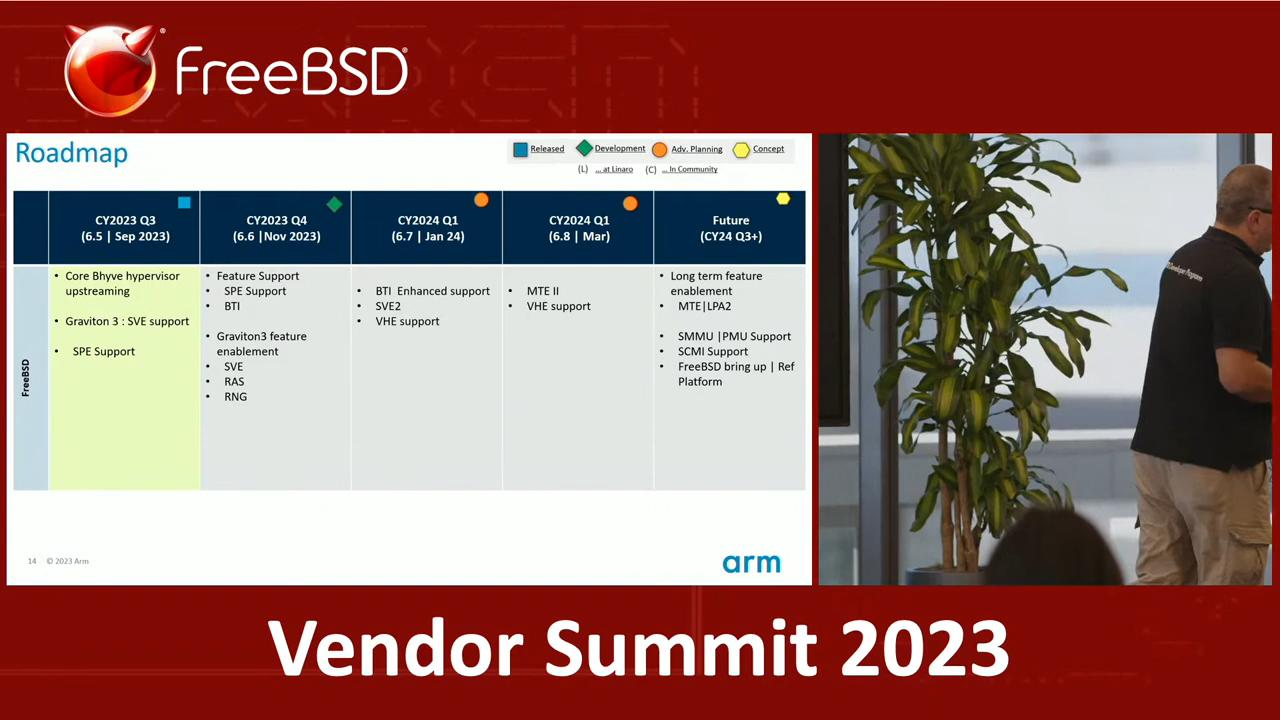 FreeBSD®
Roadmap
Released Development Adv. Planning Concept
(L) ... at Linaro (C) ... In Community
CY2023 Q3
(6.5 | Sep 2023)
CY2023 Q4
(6.6 |Nov 2023)
CY2024 Q1
(6.7 | Jan 24)
CY2024 Q1
(6.8 | Mar)
Future
(CY24 Q3+)
FreeBSD
• Core Bhyve hypervisor
upstreaming
• Graviton 3 : SVE support
• SPE Support
• Feature Support
• SPE Support
• BTI
• Graviton3 feature
enablement
• SVE
• RAS
• RNG
• BTI Enhanced support
• SVE2
• VHE support
• MTE II
• VHE support
• Long term feature
enablement
• MTE|LPA2
• SMMU |PMU Support
• SCMI Support
• FreeBSD bring up | Ref
Platform
14 © 2023 Arm
arm
Vendor Summit 2023